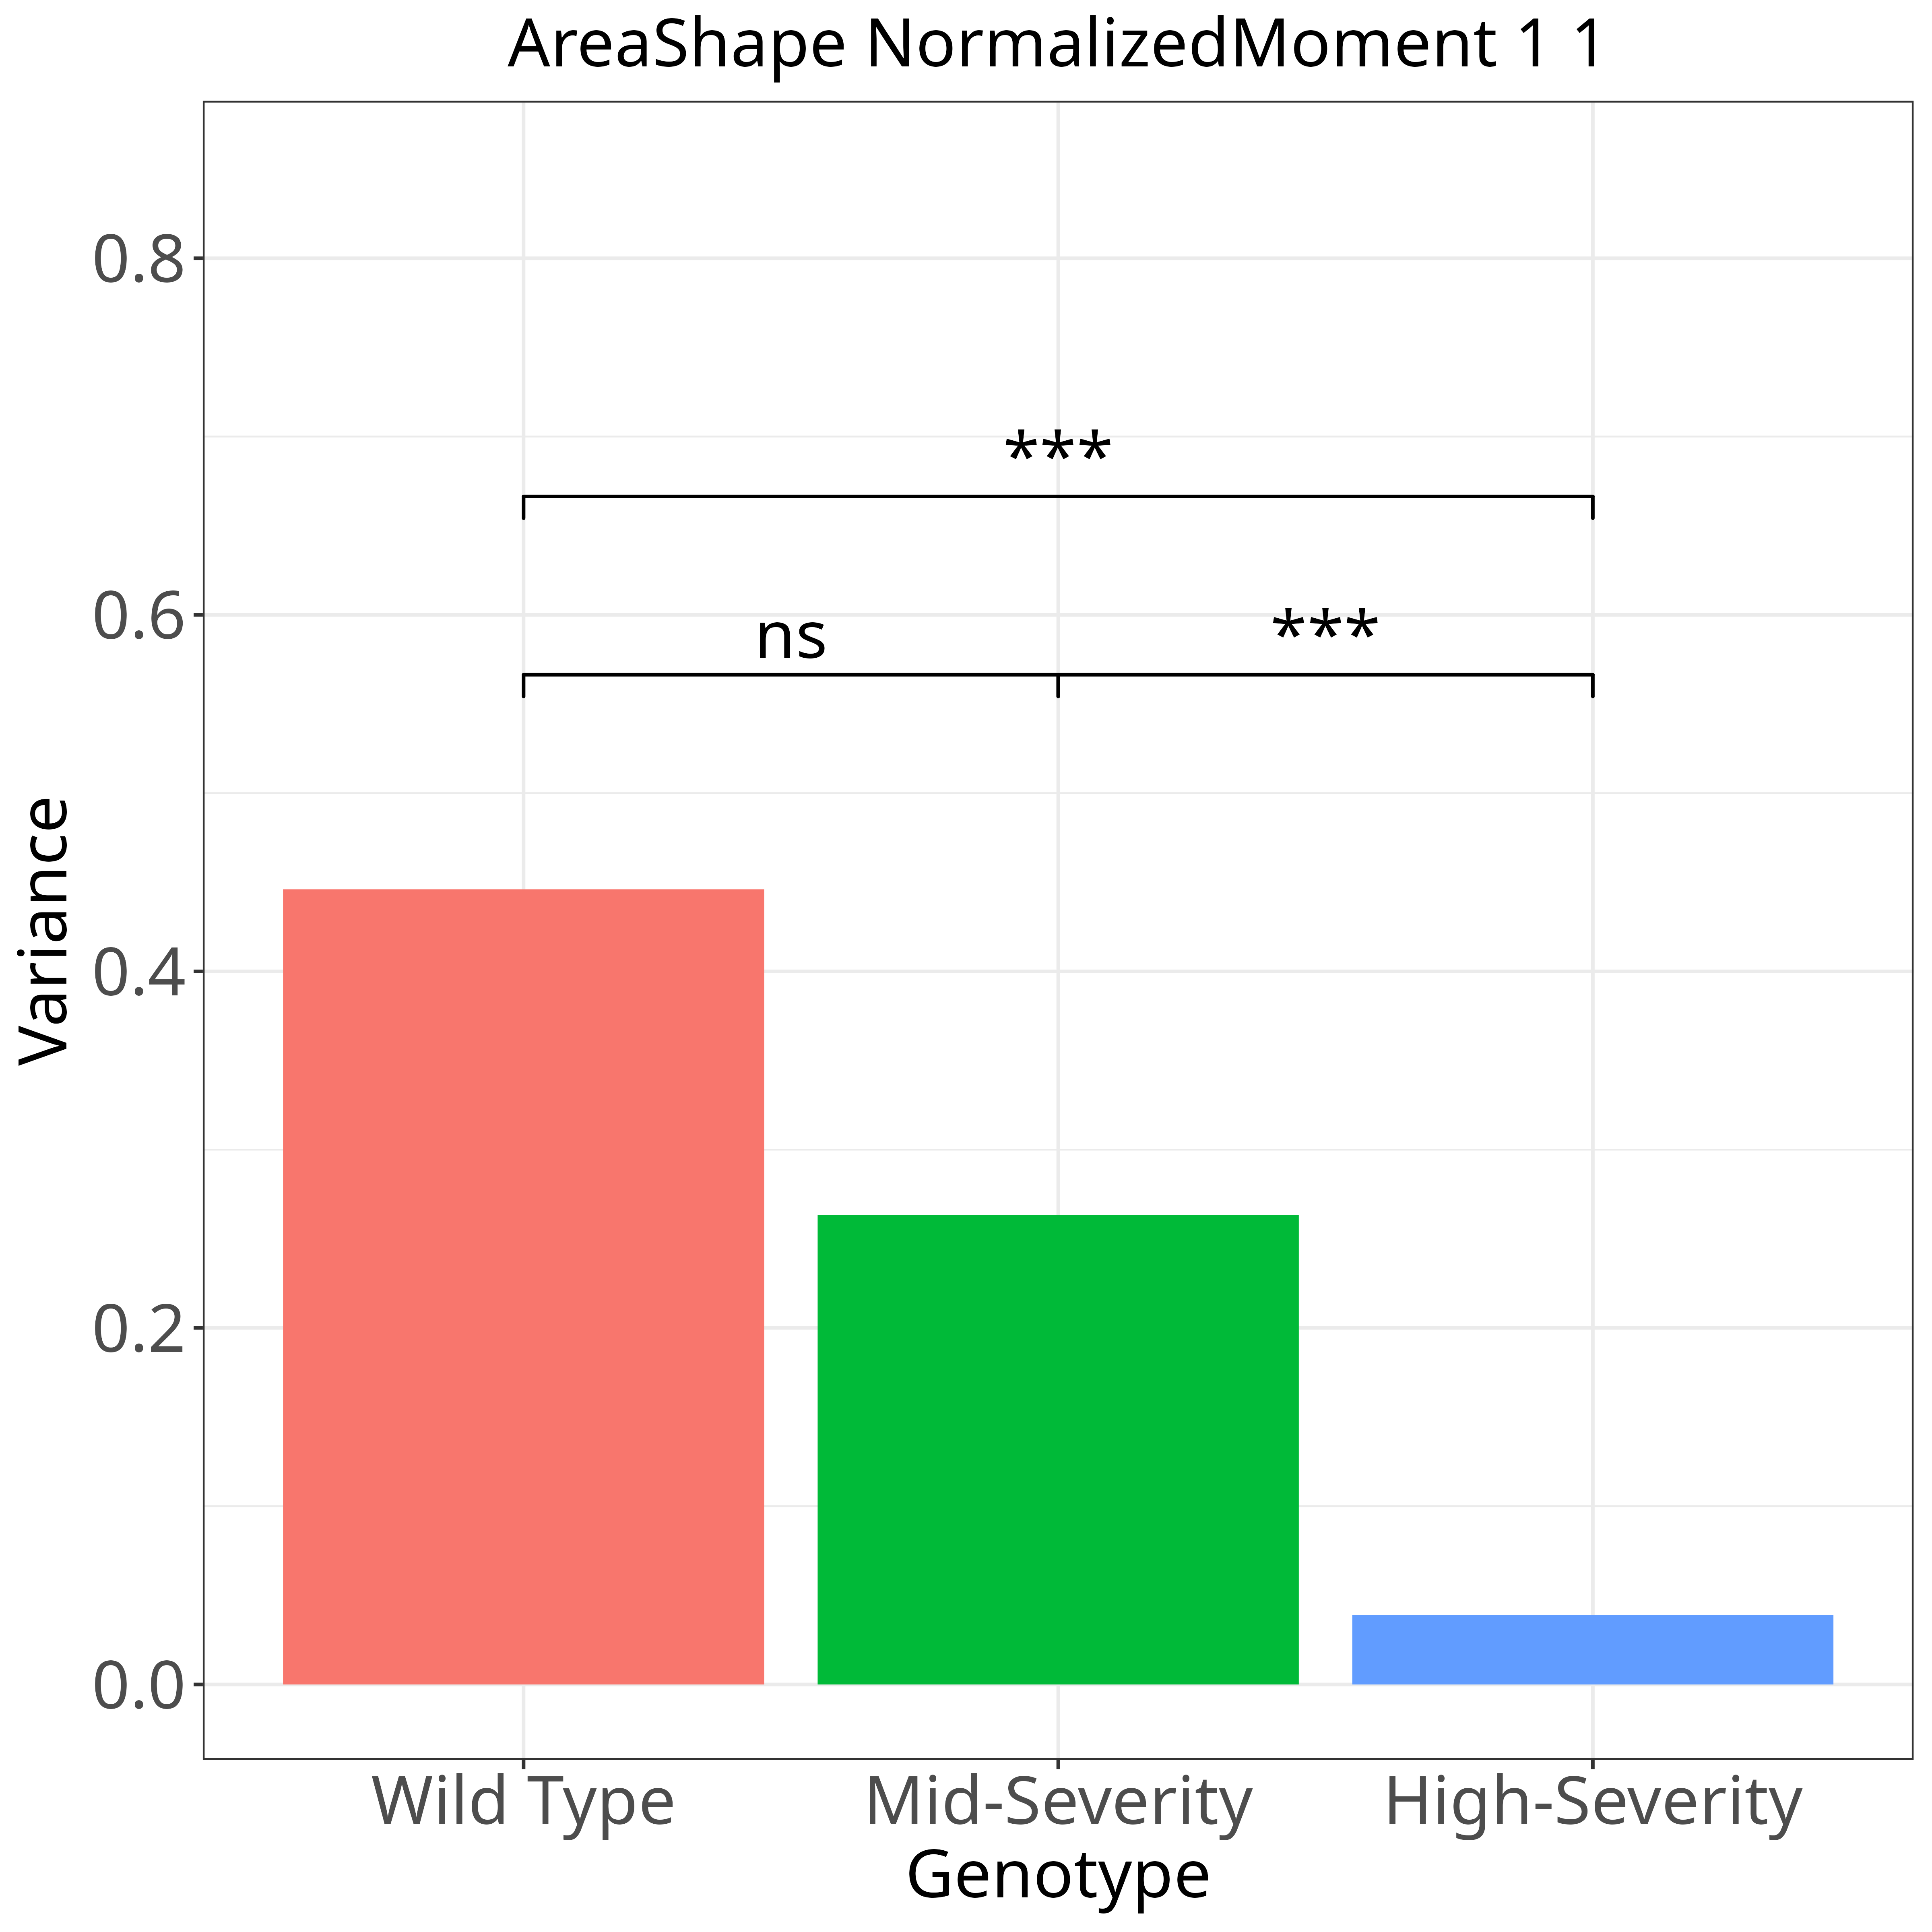 AreaShape NormalizedMoment 1 1
Variance
0.8
0.6
0.4
0.2
0.0
***
ns
***
Wild Type
Mid-Severity
High-Severity
Genotype